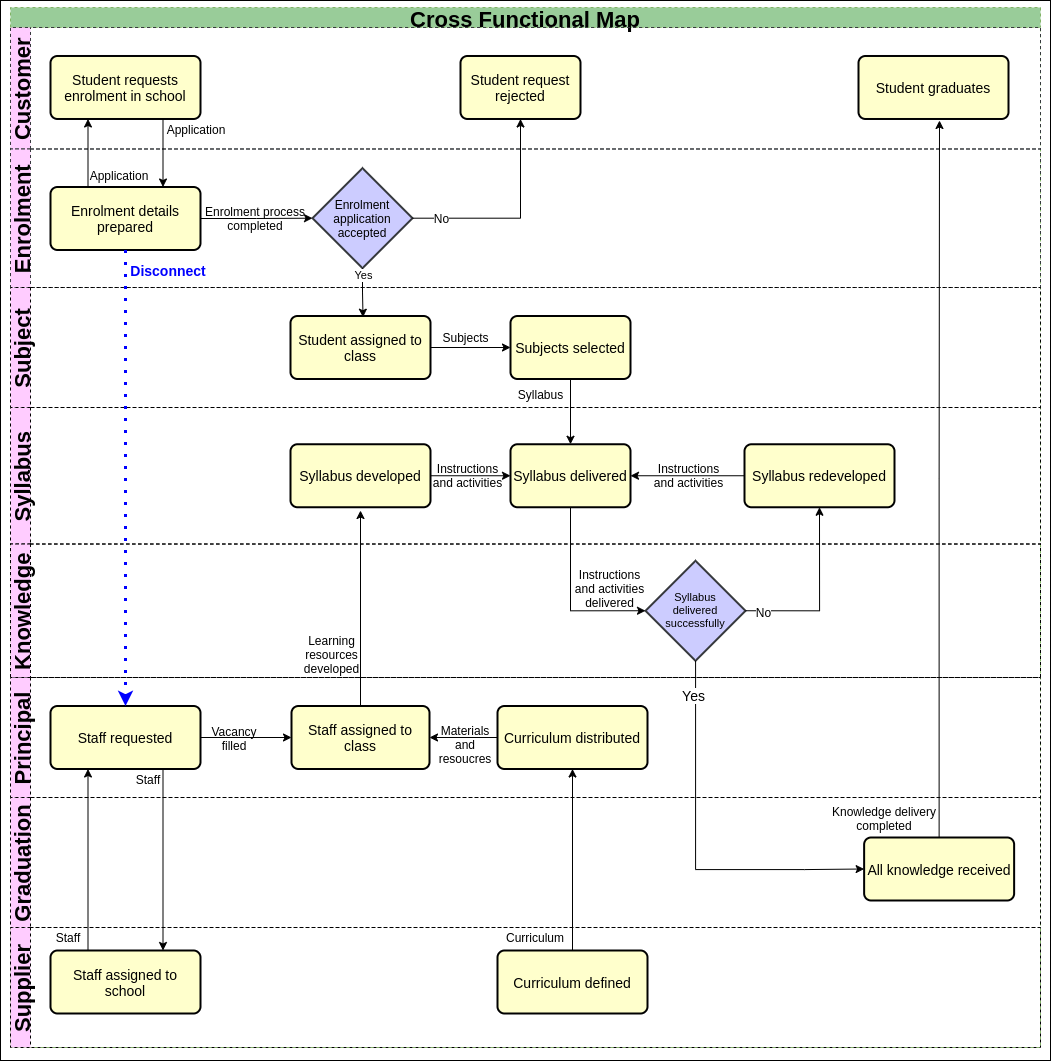 Cross Functional Map
Customer
Student requests
enrolment in school
Student request
rejected
Student graduates
Application
Application
Enrolment
Enrolment details
prepared
Enrolment process
completed
Enrolment
application
accepted
No
Yes
Disconnect
Subject
Student assigned to
class
Subjects
Subjects selected
Syllabus
Syllabus
Syllabus developed
Instructions
and activities
Syllabus delivered
Instructions
and activities
Syllabus redeveloped
Knowledge
Instructions
and activities
delivered
Syllabus
delivered
successfully
No
Learning
resources
developed
Yes
Principal
Staff requested
Vacancy
filled
Staff assigned to
class
Materials
and
resoucres
Curriculum distributed
Staff
Graduation
Knowledge delivery
completed
All knowledge received
Staff
Curriculum
Supplier
Staff assigned to
school
Curriculum defined